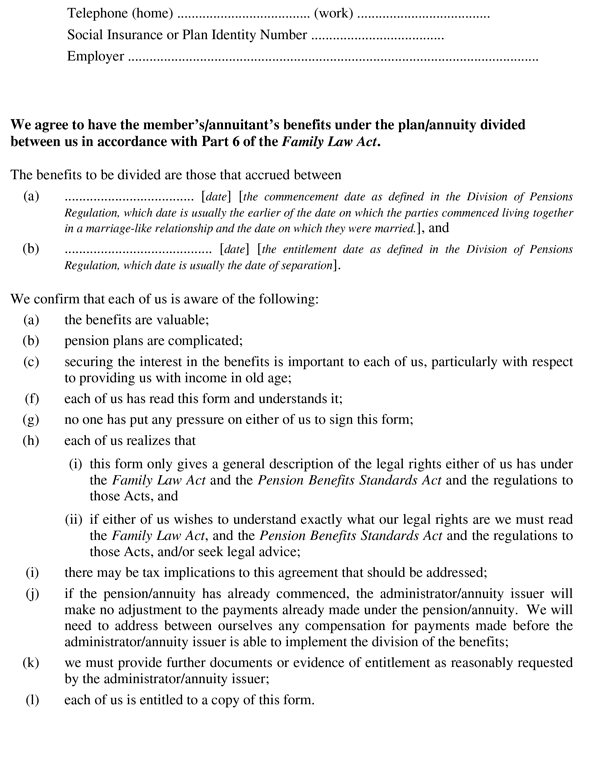 Telephone (home) ..................................... (work) .....................................
Social Insurance or Plan Identity Number .....................................
Employer ..................................................................................................................
We agree to have the member’s/annuitant’s benefits under the plan/annuity divided
between us in accordance with Part 6 of the Family Law Act.
The benefits to be divided are those that accrued between
(a) .................................... [date] [the commencement date as defined in the Division of Pensions
Regulation, which date is usually the earlier of the date on which the parties commenced living together
in a marriage-like relationship and the date on which they were married.], and
(b) ......................................... [date] [the entitlement date as defined in the Division of Pensions
Regulation, which date is usually the date of separation].
We confirm that each of us is aware of the following:
(a) the benefits are valuable;
(b) pension plans are complicated;
(c) securing the interest in the benefits is important to each of us, particularly with respect
to providing us with income in old age;
(f) each of us has read this form and understands it;
(g) no one has put any pressure on either of us to sign this form;
(h) each of us realizes that
(i) this form only gives a general description of the legal rights either of us has under
the Family Law Act and the Pension Benefits Standards Act and the regulations to
those Acts, and
(ii) if either of us wishes to understand exactly what our legal rights are we must read
the Family Law Act, and the Pension Benefits Standards Act and the regulations to
those Acts, and/or seek legal advice;
(i) there may be tax implications to this agreement that should be addressed;
(j) if the pension/annuity has already commenced, the administrator/annuity issuer will
make no adjustment to the payments already made under the pension/annuity. We will
need to address between ourselves any compensation for payments made before the
administrator/annuity issuer is able to implement the division of the benefits;
(k) we must provide further documents or evidence of entitlement as reasonably requested
by the administrator/annuity issuer;
(l) each of us is entitled to a copy of this form.